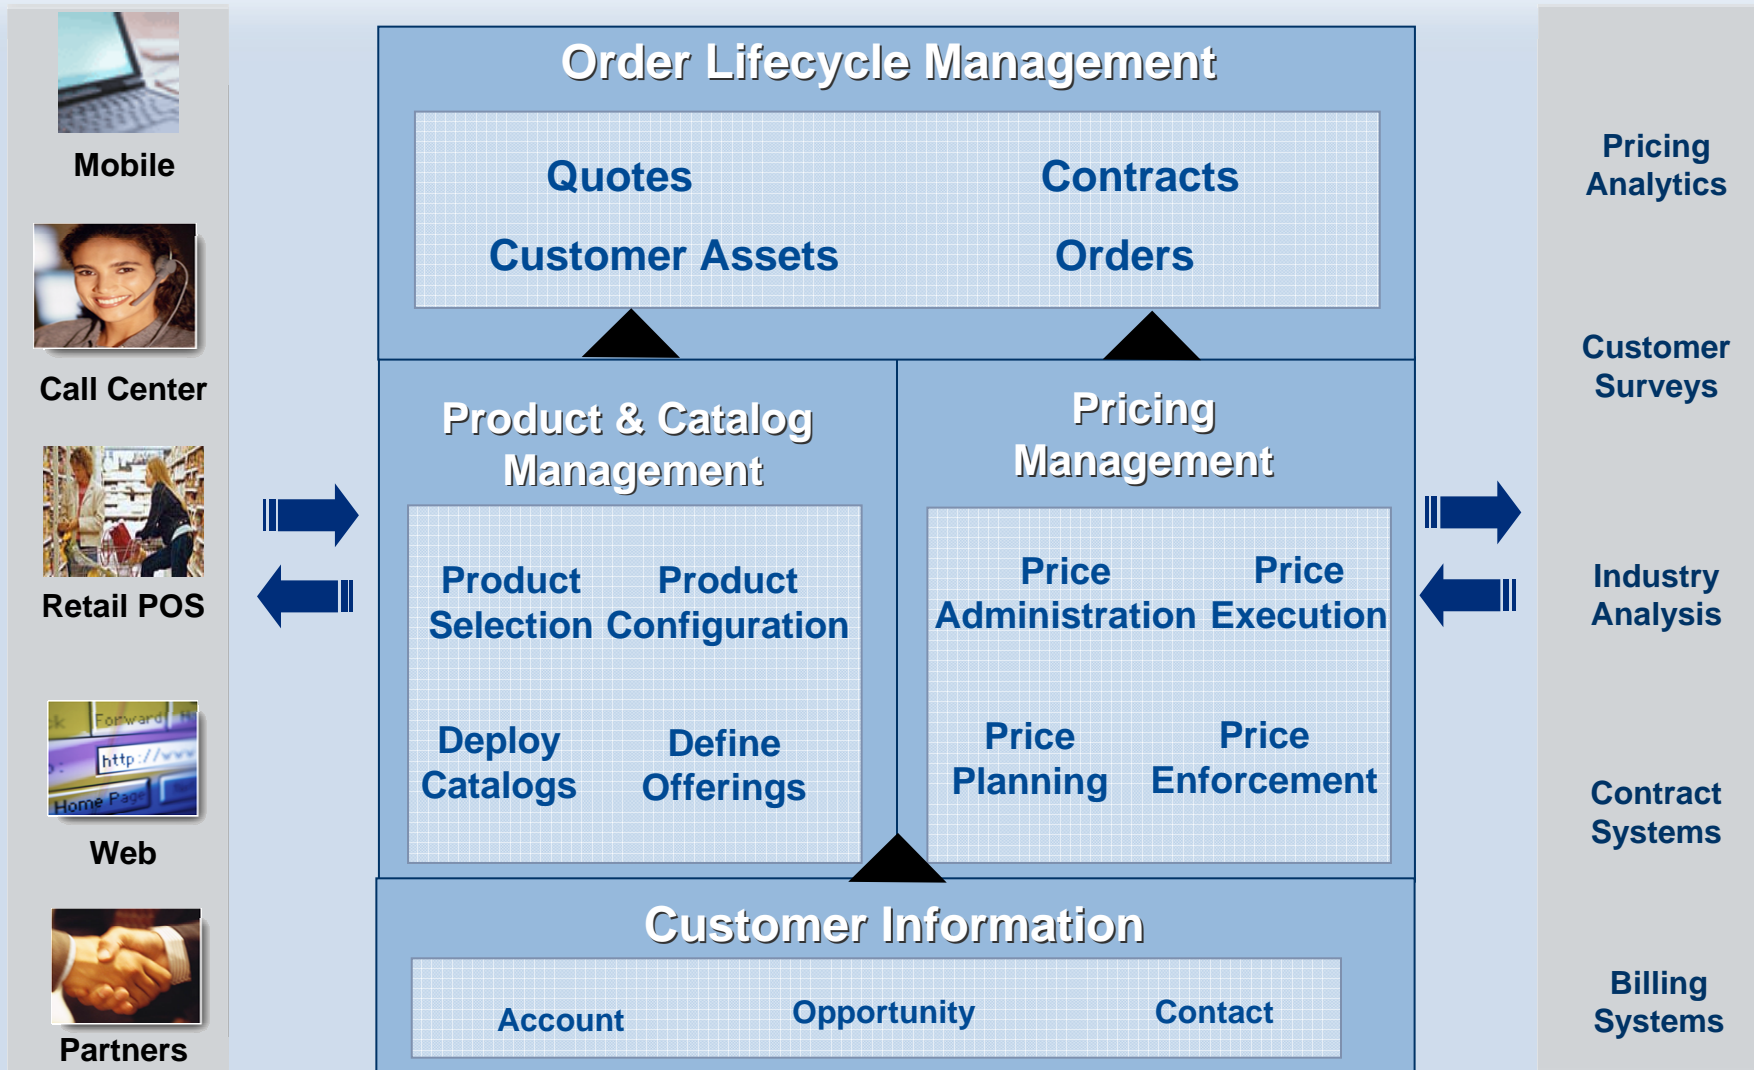 Mobile
Call Center
Retail POS
Forward
http://www
Home Page
Web
Partners
Order Lifecycle Management
Quotes
Contracts
Customer Assets
Orders
Product & Catalog
Management
Product
Selection
Product
Configuration
Deploy
Catalogs
Define
Offerings
Pricing
Management
Price
Administration
Price
Execution
Price
Planning
Price
Enforcement
Customer Information
Account
Opportunity
Contact
Pricing
Analytics
Customer
Surveys
Industry
Analysis
Contract
Systems
Billing
Systems